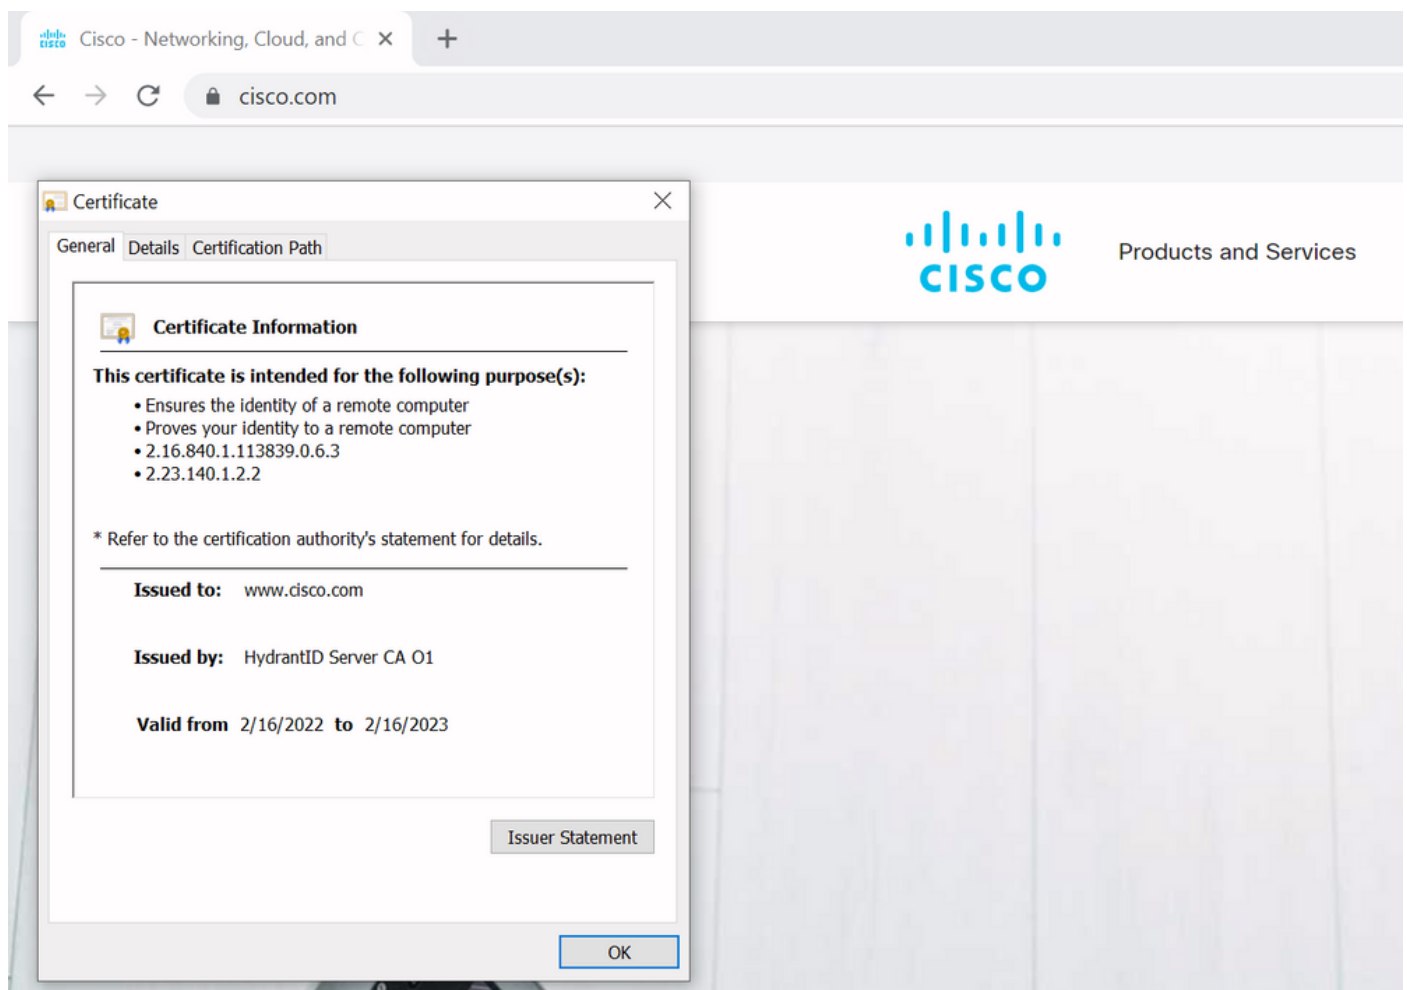 CISCO
Cisco - Networking, Cloud, and C
cisco.com
Certificate
General Details Certification Path
Certificate Information
This certificate is intended for the following purpose(s):
• Ensures the identity of a remote computer
• Proves your identity to a remote computer
• 2.16.840.1.113839.0.6.3
• 2.23.140.1.2.2
* Refer to the certification authority's statement for details.
Issued to: www.cisco.com
Issued by: HydrantID Server CA O1
Valid from 2/16/2022 to 2/16/2023
Issuer Statement
OK
CISCO
Products and Services